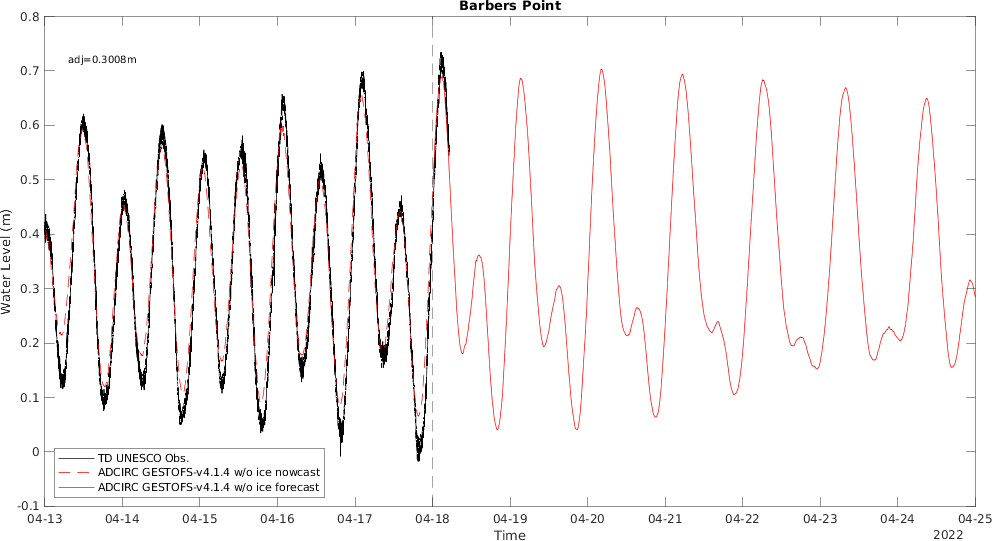 Barbers Point
adj=0.3008m
Water Level (m)
0.8
0.7
0.6
0.5
0.4
0.3
0.2
0.1
0
-0.1
TD UNESCO Obs.
ADCIRC GESTOFS-v4.1.4 w/o ice nowcast
ADCIRC GESTOFS-v4.1.4 w/o ice forecast
04-13 04-14 04-15 04-16 04-17 04-18 04-19 04-20 04-21 04-22 04-23 04-24 04-25
Time
2022